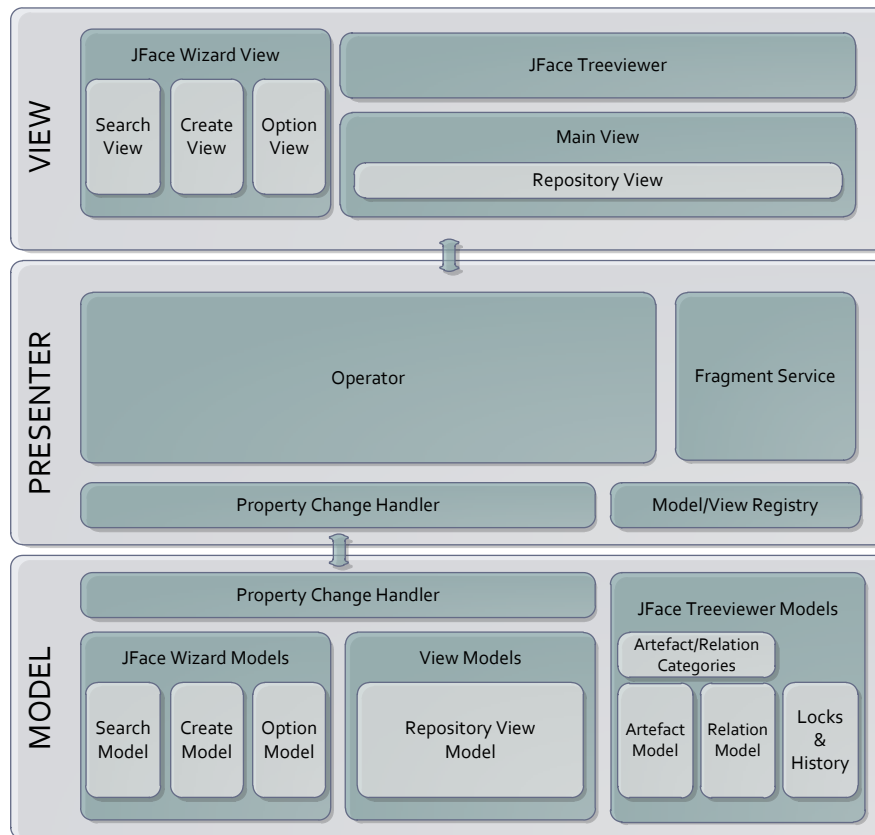 VIEW
JFace Wizard View
Search
View
Create
View
Option
View
JFace Treeviewer
Main View
Repository View
PRESENTER
Operator
Fragment Service
Property Change Handler
Model/View Registry
MODEL
Property Change Handler
JFace Wizard Models
Search
Model
Create
Model
Option
Model
View Models
Repository View
Model
JFace Treeviewer Models
Artefact/Relation
Categories
Artefact
Model
Relation
Model
Locks
&
History